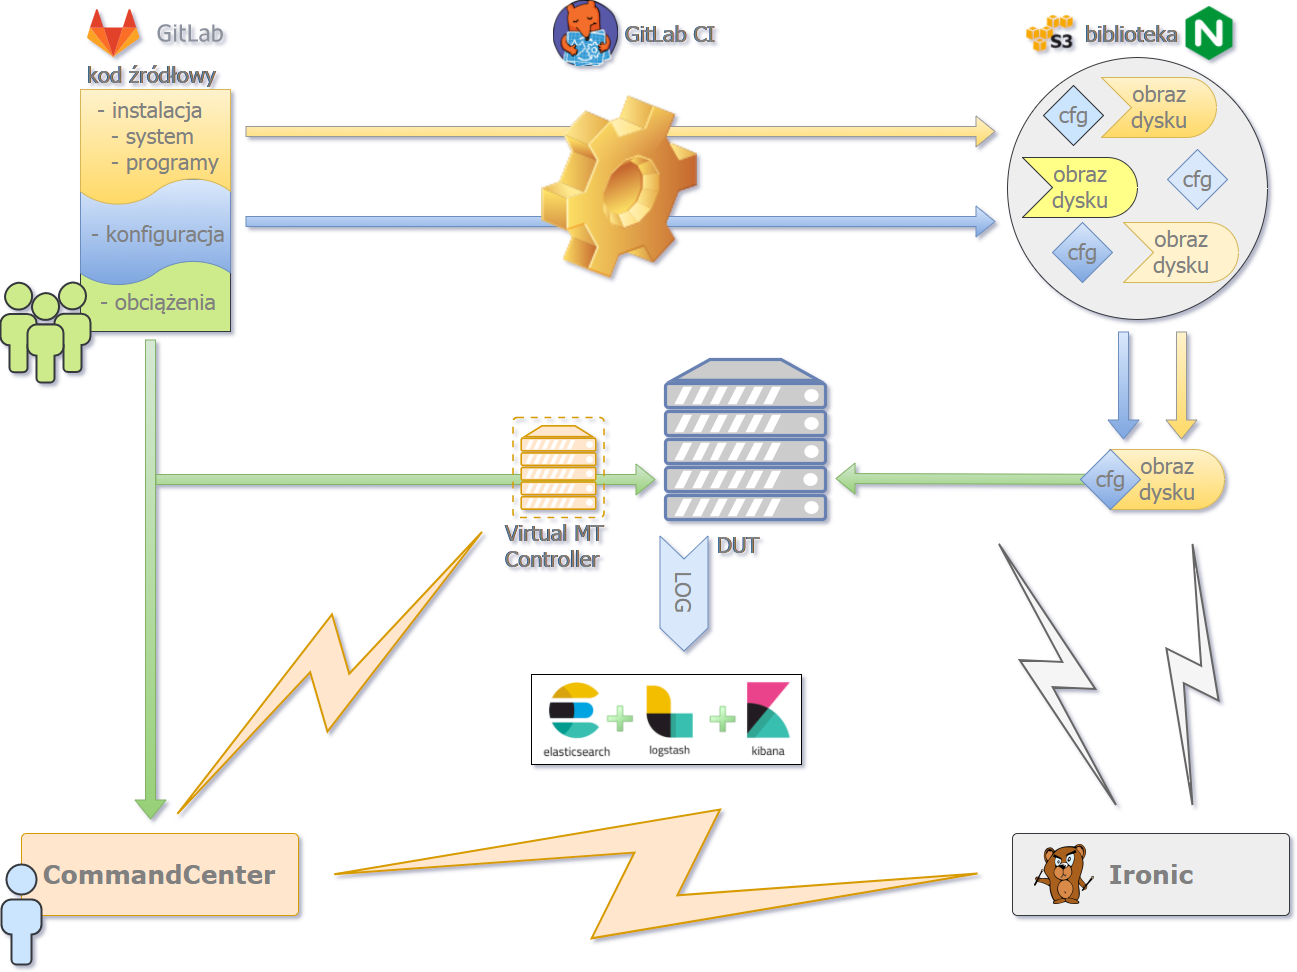 GitLab
GitLab CI
S3
biblioteka
N
kod źródłowy
- instalacja
- system
- programy
- konfiguracja
- obciążenia
cfg
obraz
dysku
obraz
dysku
cfg
cfg
obraz
dysku
cfg
obraz
dysku
Virtual MT
Controller
DUT
LOG
elasticsearch
logstash
kibana
CommandCenter
Ironic